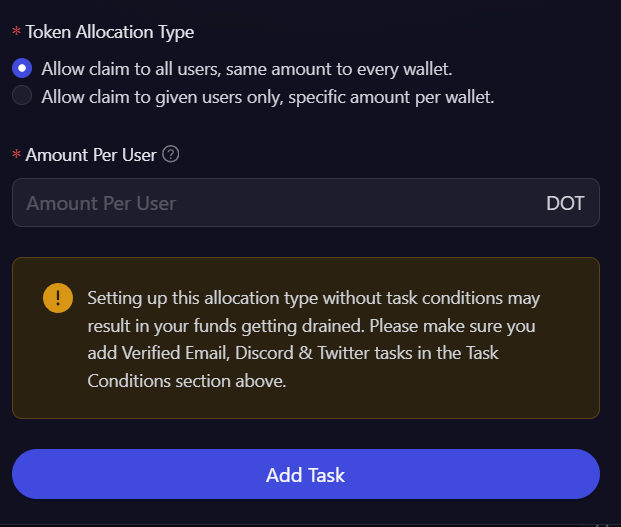 * Token Allocation Type
Allow claim to all users, same amount to every wallet.
Allow claim to given users only, specific amount per wallet.
* Amount Per User ?
Amount Per User DOT
! Setting up this allocation type without task conditions may
result in your funds getting drained. Please make sure you
add Verified Email, Discord & Twitter tasks in the Task
Conditions section above.
Add Task